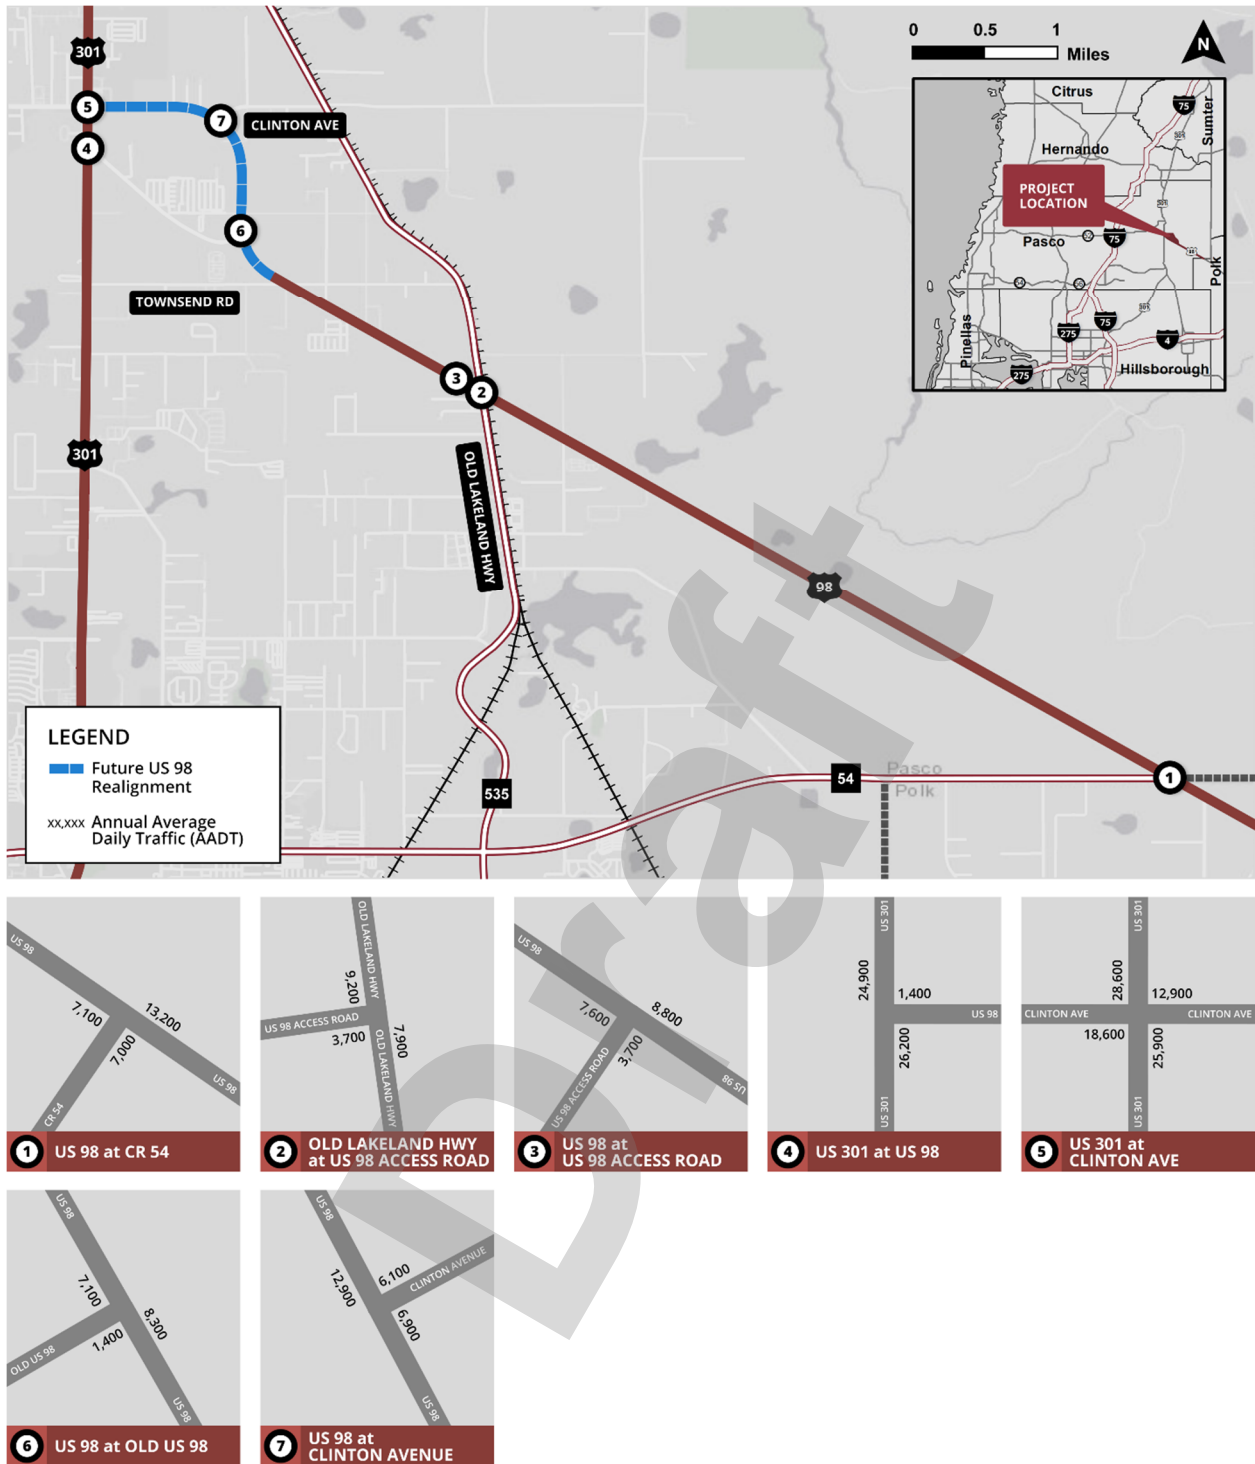 0 0.5 1
Miles
N
301
5
7
CLINTON AVE
4
6
TOWNSEND RD
3
2
301
OLD LAKELAND HWY
98
1
54
535
Pasco
Polk
Citrus
75
Sumter
Hernando
PROJECT
LOCATION
Pasco
75
Polk
Pinellas
275
75
4
275
Hillsborough
LEGEND
Future US 98
Realignment
xx,xxx Annual Average
Daily Traffic (AADT)
Draft
US 98
7,100
13,200
7,000
CR 54
US 98
1 US 98 at CR 54
OLD LAKELAND HWY
9,200
US 98 ACCESS ROAD
3,700
7,900
OLD LAKELAND HWY
2 OLD LAKELAND HWY
at US 98 ACCESS ROAD
US 98
7,600
8,800
3,700
US 98 ACCESS ROAD
US 98
3 US 98 at
US 98 ACCESS ROAD
US 301
24,900
1,400
US 98
26,200
US 301
4 US 301 at US 98
US 301
28,600
12,900
CLINTON AVE
CLINTON AVE
18,600
25,900
US 301
5 US 301 at
CLINTON AVE
US 98
7,100
8,300
1,400
OLD US 98
US 98
6 US 98 at OLD US 98
US 98
12,900
6,100
CLINTON AVENUE
6,900
US 98
7 US 98 at
CLINTON AVENUE